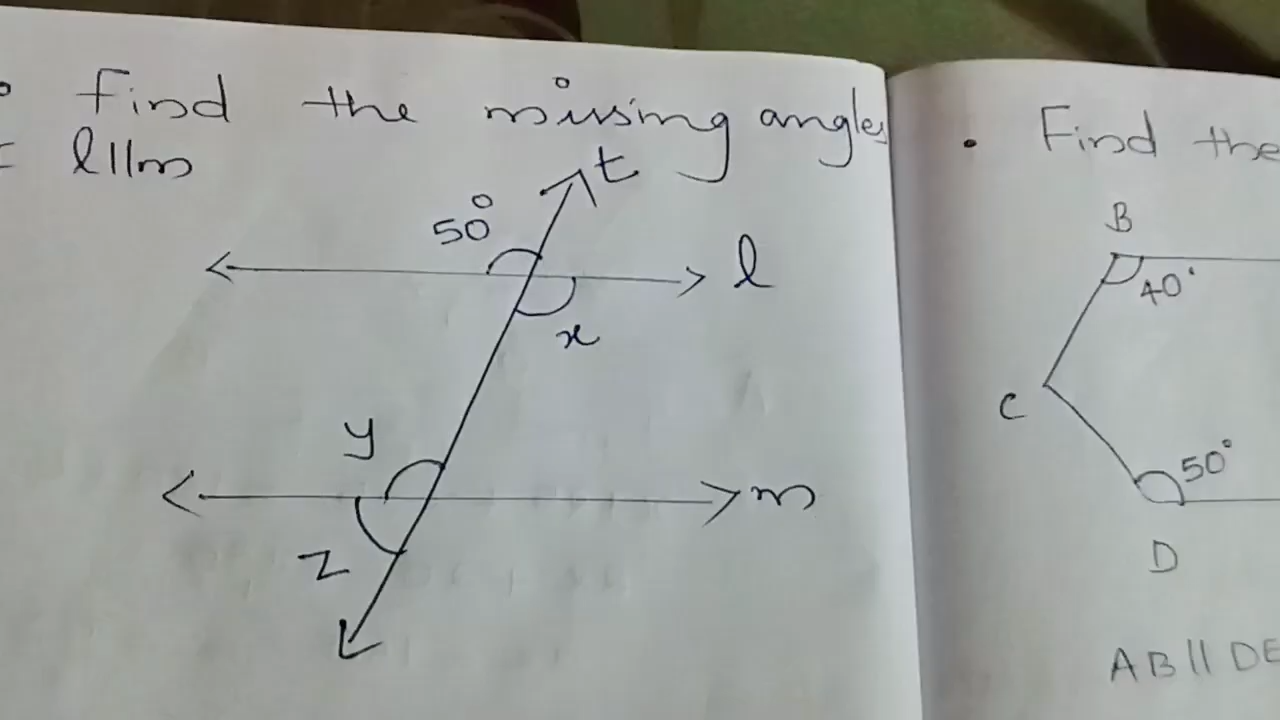 Find the missing angles
l||m
t
50°
l
x
y
m
z
Find the
B
40°
C
50°
D
AB || DE